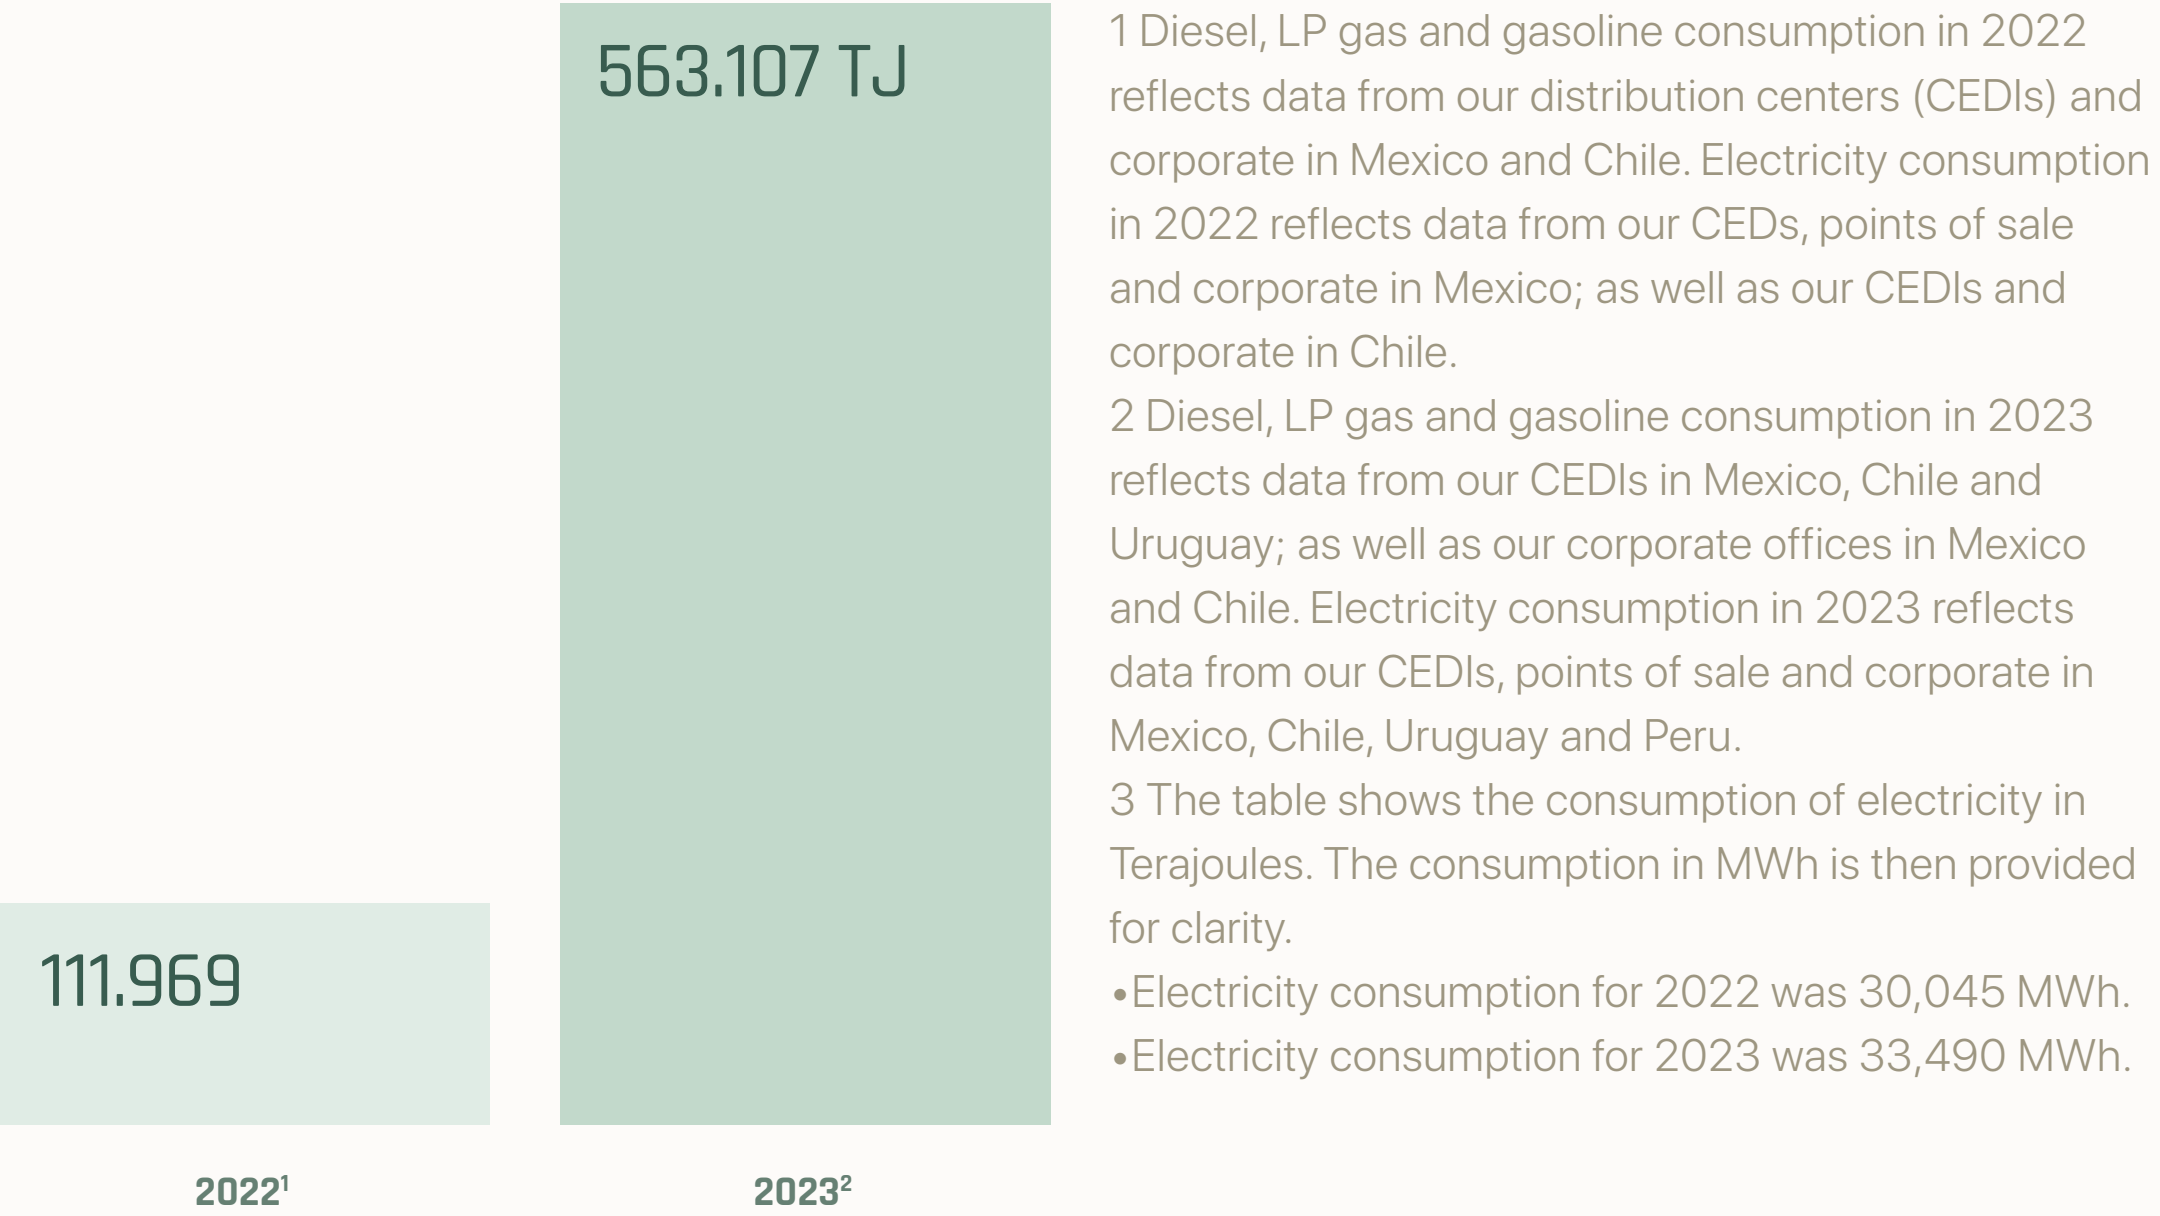 563.107 TJ
111.969
2022¹
2023²
1 Diesel, LP gas and gasoline consumption in 2022
reflects data from our distribution centers (CEDIs) and
corporate in Mexico and Chile. Electricity consumption
in 2022 reflects data from our CEDs, points of sale
and corporate in Mexico; as well as our CEDIs and
corporate in Chile.
2 Diesel, LP gas and gasoline consumption in 2023
reflects data from our CEDIs in Mexico, Chile and
Uruguay; as well as our corporate offices in Mexico
and Chile. Electricity consumption in 2023 reflects
data from our CEDIs, points of sale and corporate in
Mexico, Chile, Uruguay and Peru.
3 The table shows the consumption of electricity in
Terajoules. The consumption in MWh is then provided
for clarity.
•Electricity consumption for 2022 was 30,045 MWh.
•Electricity consumption for 2023 was 33,490 MWh.